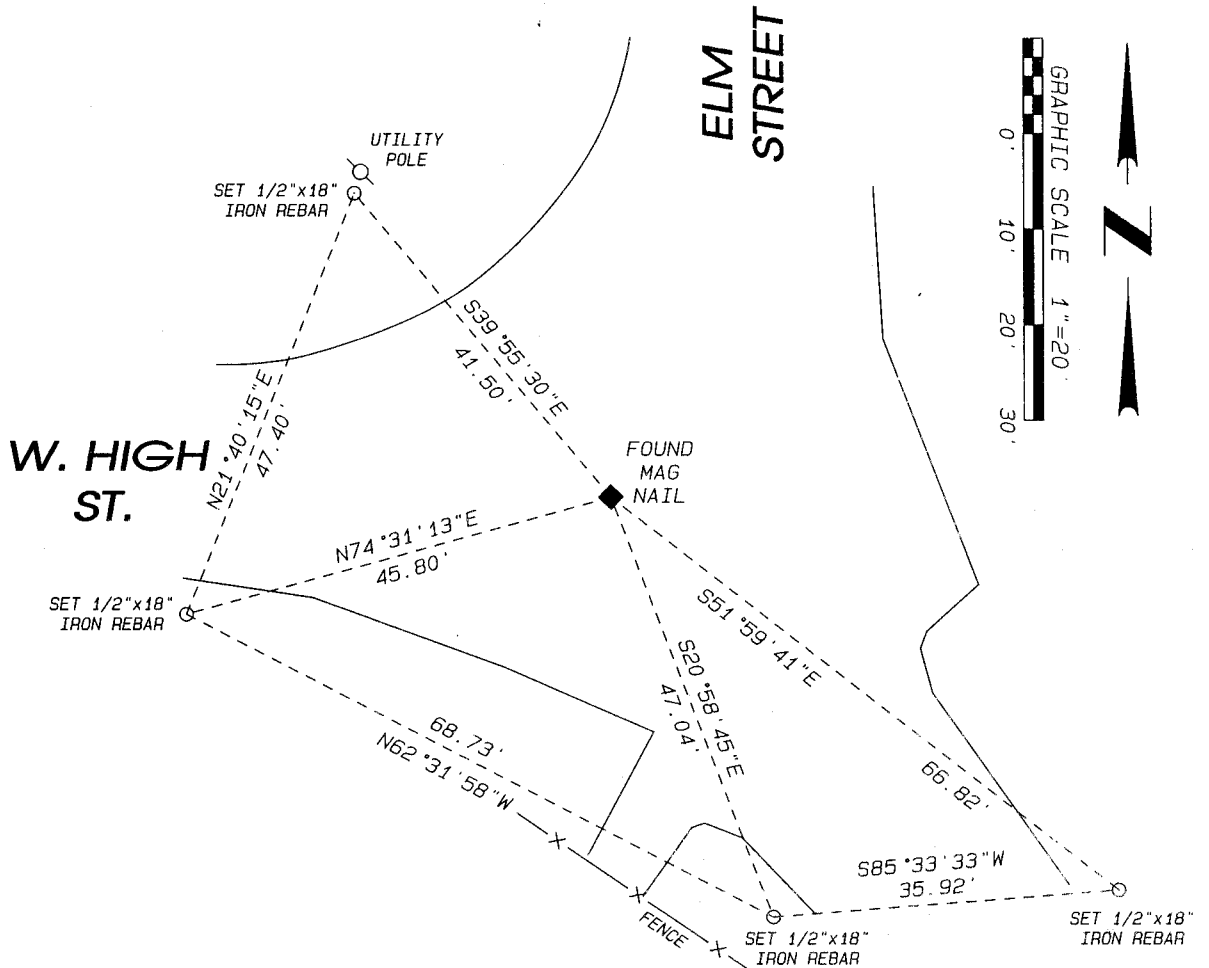 ELM
STREET
GRAPHIC SCALE 1"=20'
0'
10'
20'
30'
N
UTILITY
POLE
SET 1/2"x18"
IRON REBAR
S39°55'30"E
41.50'
N21°40'15"E
47.40'
W. HIGH
ST.
FOUND
MAG
NAIL
N74°31'13"E
45.80'
SET 1/2"x18"
IRON REBAR
S51°59'41"E
66.82'
S20°58'45"E
47.04'
68.73'
N62°31'58"W
S85°33'33"W
35.92'
FENCE
SET 1/2"x18"
IRON REBAR
SET 1/2"x18"
IRON REBAR